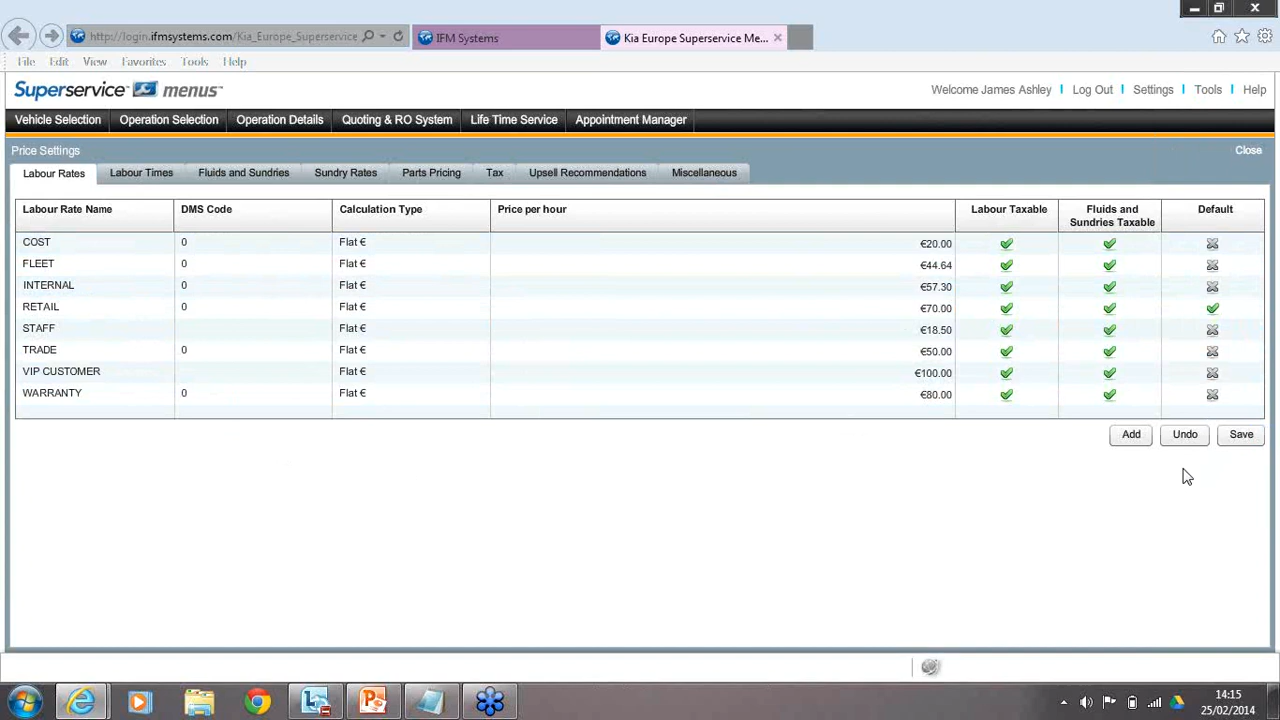 http://login.ifmsystems.com/Kia_Europe_Superservice
IFM Systems
Kia Europe Superservice Me...
File Edit View Favorites Tools Help
Superservice menus
Welcome James Ashley Log Out Settings Tools Help
Vehicle Selection Operation Selection Operation Details Quoting & RO System Life Time Service Appointment Manager
Price Settings Close
Labour Rates Labour Times Fluids and Sundries Sundry Rates Parts Pricing Tax Upsell Recommendations Miscellaneous
Labour Rate Name DMS Code Calculation Type Price per hour Labour Taxable Fluids and Sundries Taxable Default
COST 0 Flat € €20.00
FLEET 0 Flat € €44.64
INTERNAL 0 Flat € €57.30
RETAIL 0 Flat € €70.00
STAFF Flat € €18.50
TRADE 0 Flat € €50.00
VIP CUSTOMER Flat € €100.00
WARRANTY 0 Flat € €80.00
Add Undo Save
14:15
25/02/2014